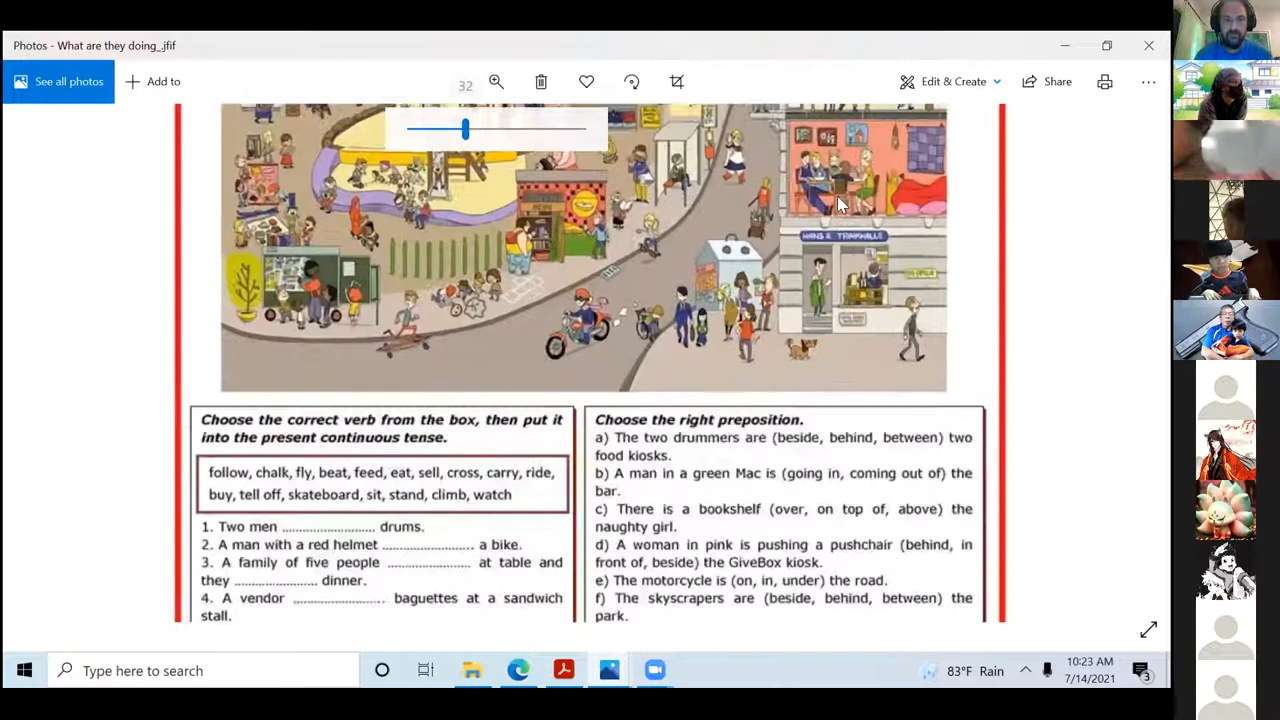 Photos - What are they doing_.jfif
See all photos
Add to
32
Edit & Create
Share
HANS E TRINKHALLE
Choose the correct verb from the box, then put it
into the present continuous tense.
follow, chalk, fly, beat, feed, eat, sell, cross, carry, ride,
buy, tell off, skateboard, sit, stand, climb, watch
1. Two men ............................ drums.
2. A man with a red helmet ............................ a bike.
3. A family of five people ......................... at table and
they ......................... dinner.
4. A vendor ............................ baguettes at a sandwich
stall.
Choose the right preposition.
a) The two drummers are (beside, behind, between) two
food kiosks.
b) A man in a green Mac is (going in, coming out of) the
bar.
c) There is a bookshelf (over, on top of, above) the
naughty girl.
d) A woman in pink is pushing a pushchair (behind, in
front of, beside) the GiveBox kiosk.
e) The motorcycle is (on, in, under) the road.
f) The skyscrapers are (beside, behind, between) the
park.
Type here to search
83°F Rain
10:23 AM
7/14/2021
3